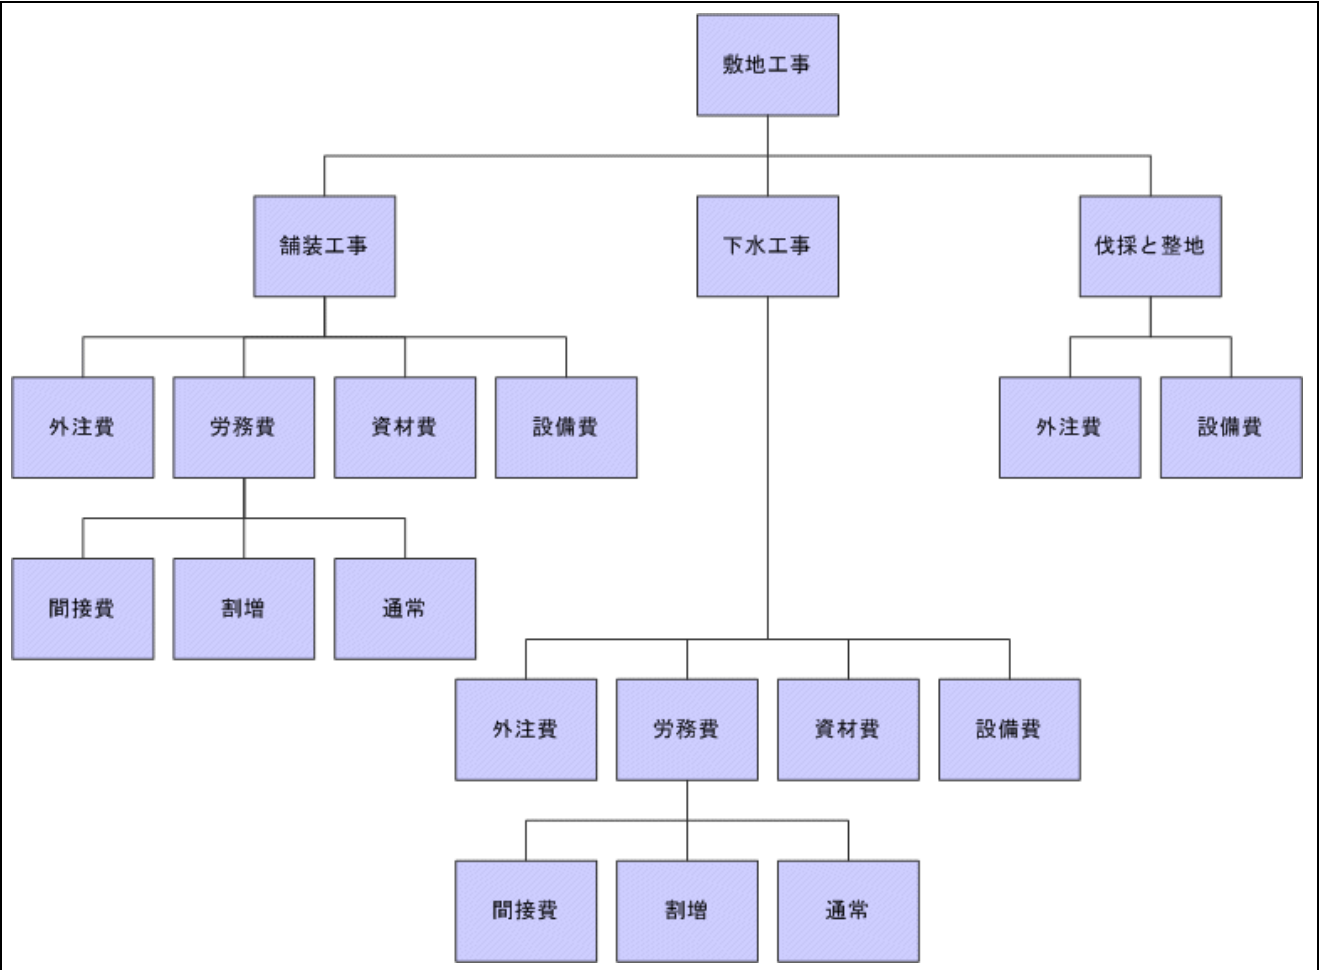 敷地工事
舗装工事
下水工事
伐採と整地
外注費
労務費
資材費
設備費
外注費
設備費
間接費
割増
通常
外注費
労務費
資材費
設備費
間接費
割増
通常